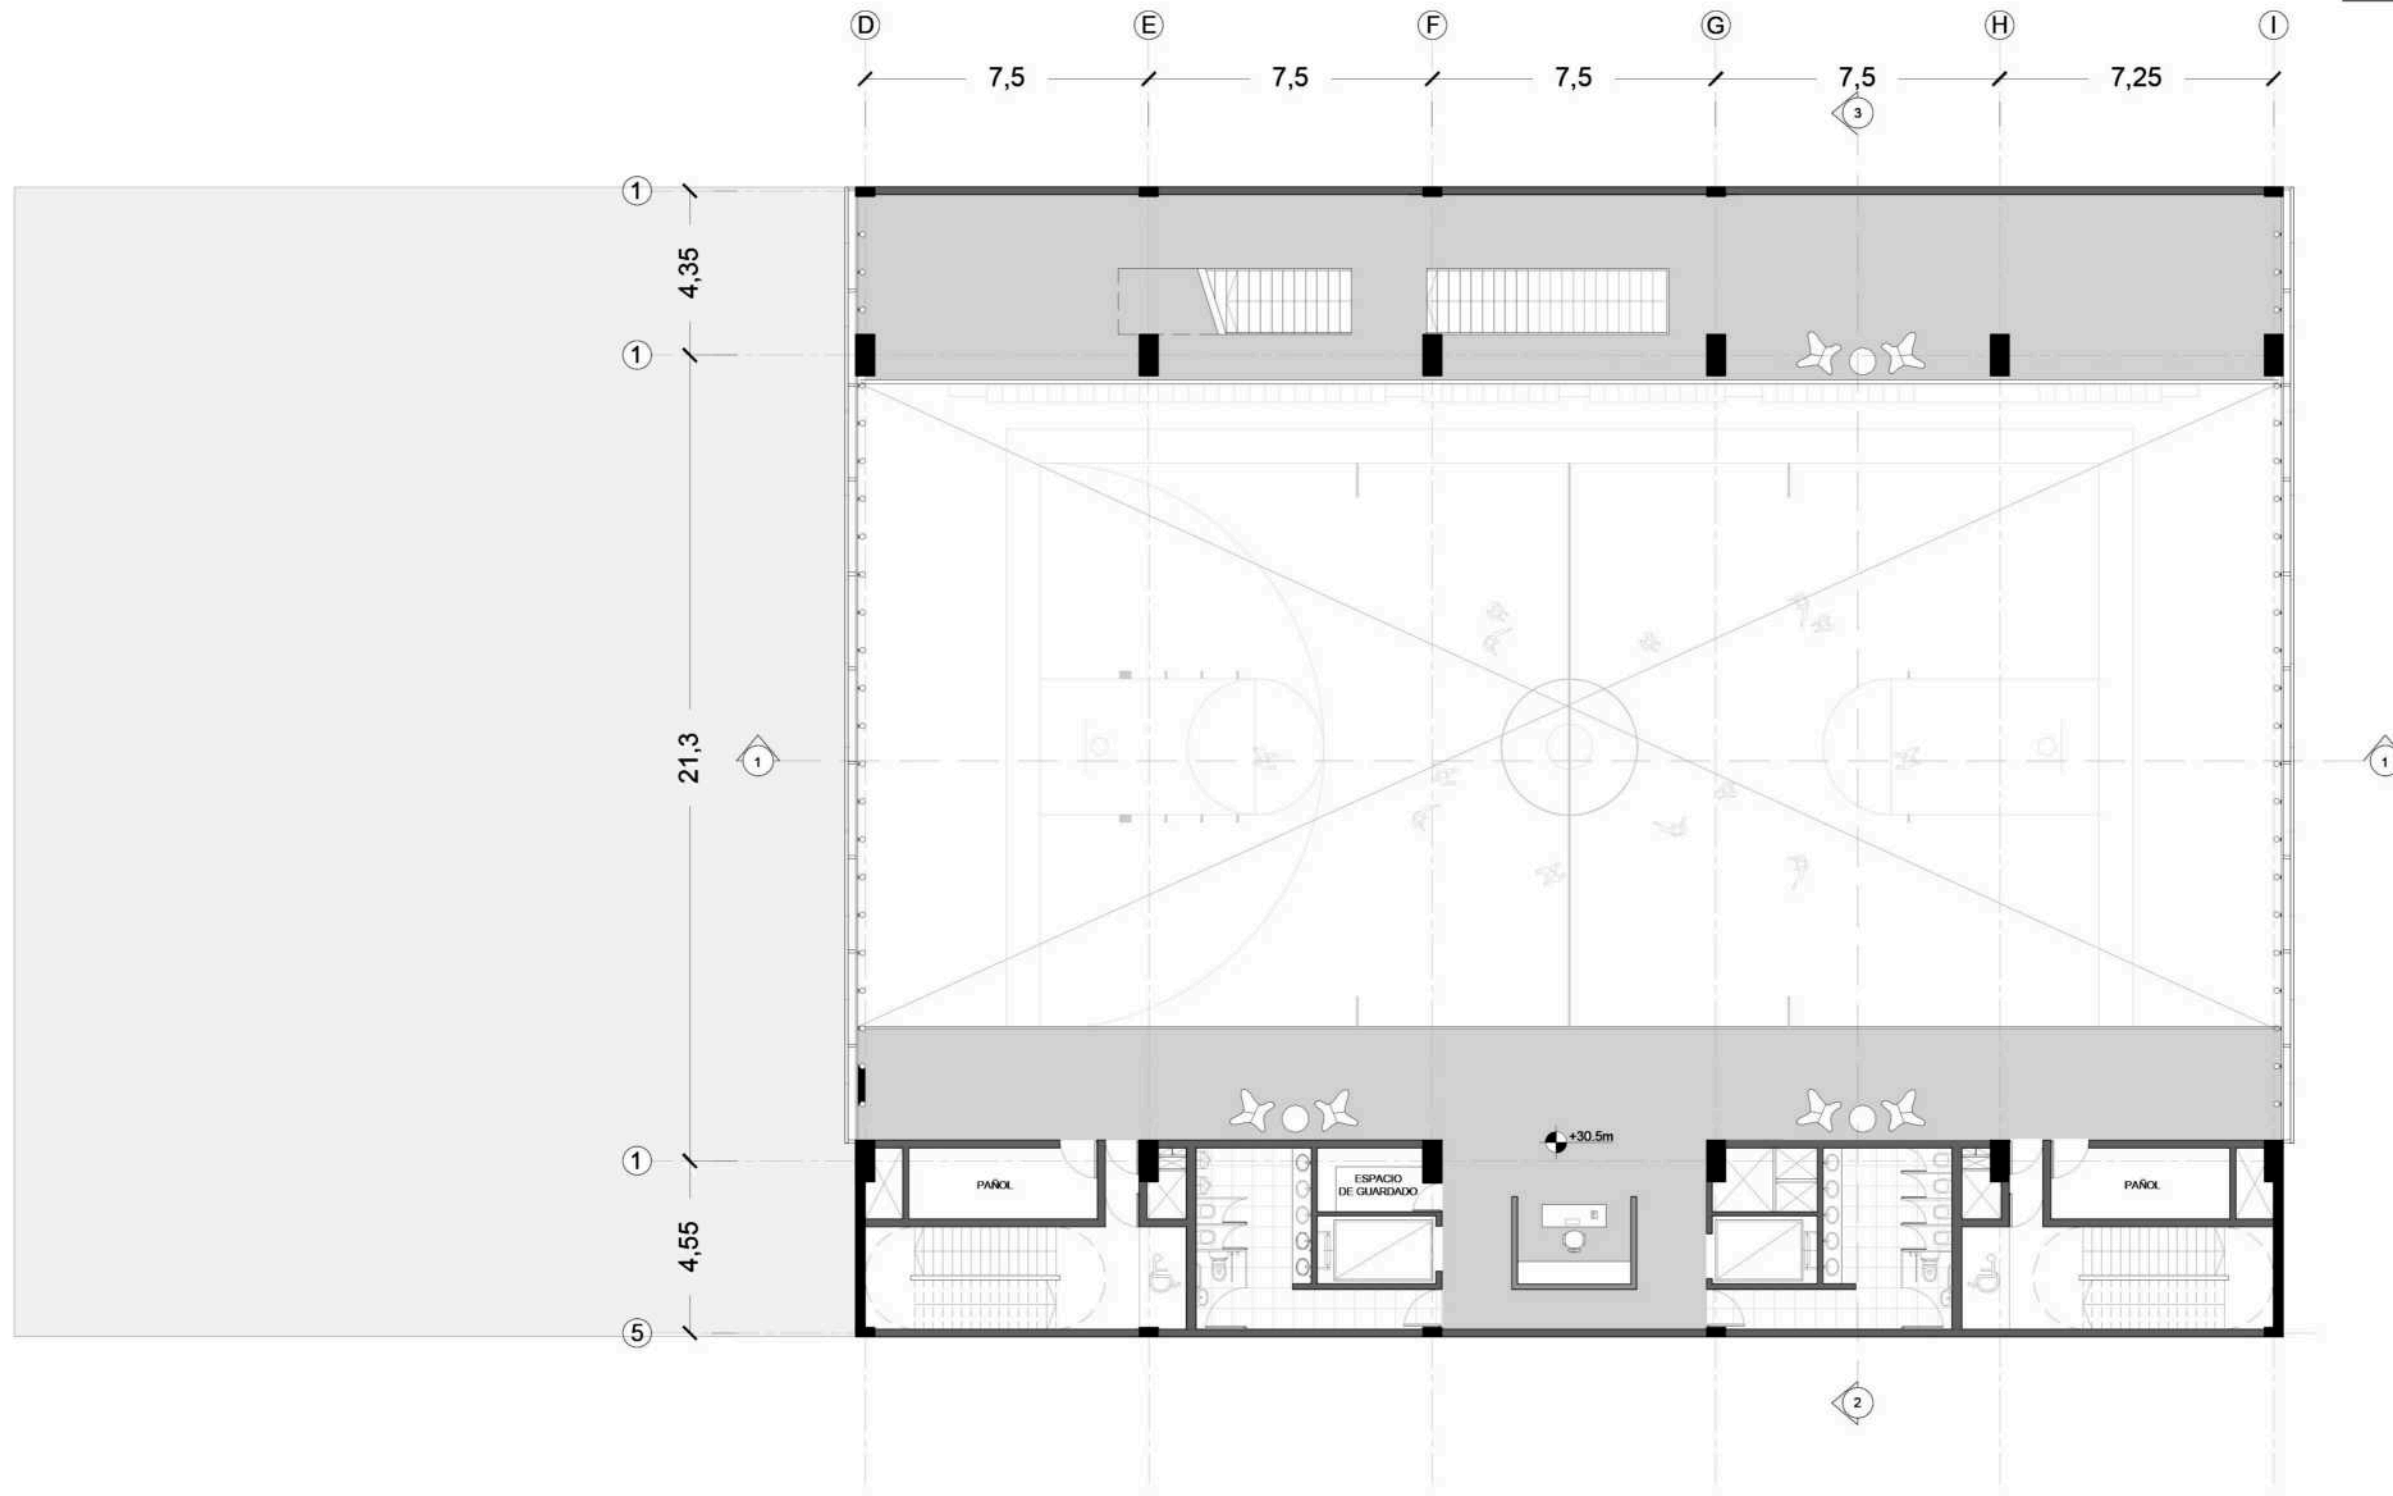 D E F G H I
7,5 7,5 7,5 7,5 7,25
3
1
4,35
1
21,3
1 1
+30.5m
1
PAÑOL
ESPACIO
DE GUARDADO
PAÑOL
4,55
5
2